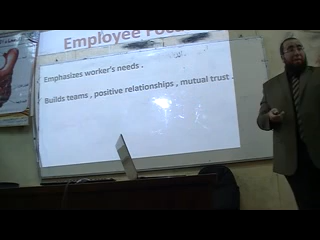 Employee
Emphasizes worker's needs .
Builds teams , positive relationships , mutual trust .